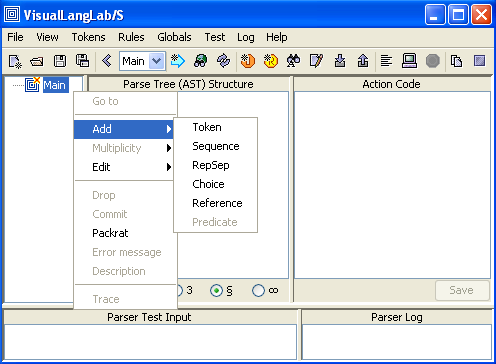 VisualLangLab/S
File View Tokens Rules Globals Test Log Help
Main
Main
Parse Tree (AST) Structure
Action Code
Go to
Add
Token
Multiplicity
Sequence
Edit
RepSep
Choice
Drop
Reference
Commit
Predicate
Packrat
Error message
Description
3 § ∞
Save
Trace
Parser Test Input
Parser Log